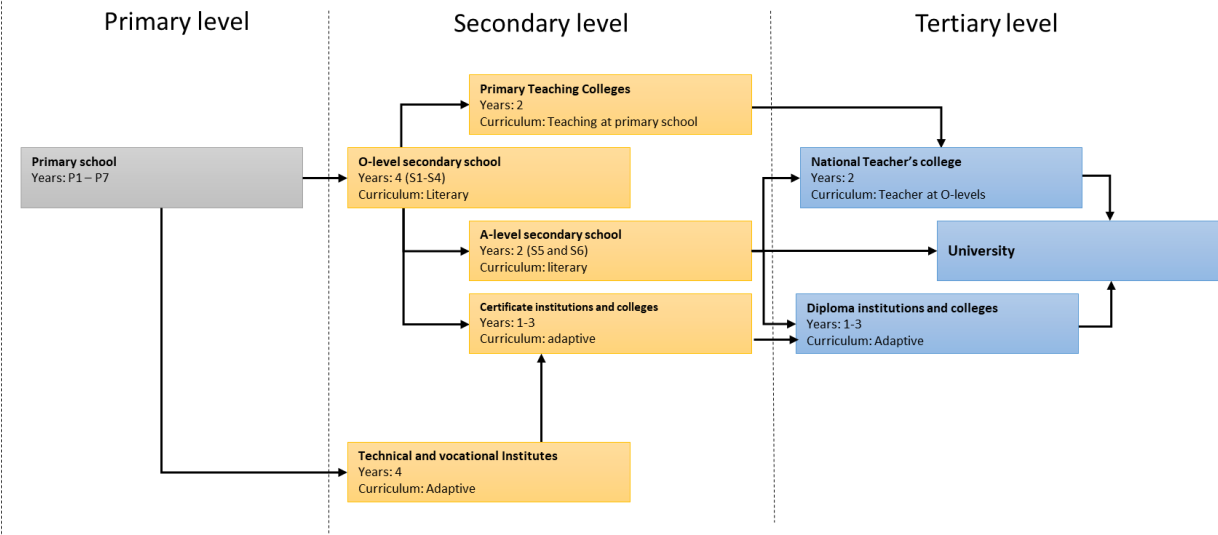 Primary level
Secondary level
Tertiary level
Primary Teaching Colleges
Years: 2
Curriculum: Teaching at primary school
Primary school
Years: P1 – P7
O-level secondary school
Years: 4 (S1-S4)
Curriculum: Literary
National Teacher’s college
Years: 2
Curriculum: Teacher at O-levels
A-level secondary school
Years: 2 (S5 and S6)
Curriculum: literary
University
Certificate institutions and colleges
Years: 1-3
Curriculum: adaptive
Diploma institutions and colleges
Years: 1-3
Curriculum: Adaptive
Technical and vocational Institutes
Years: 4
Curriculum: Adaptive